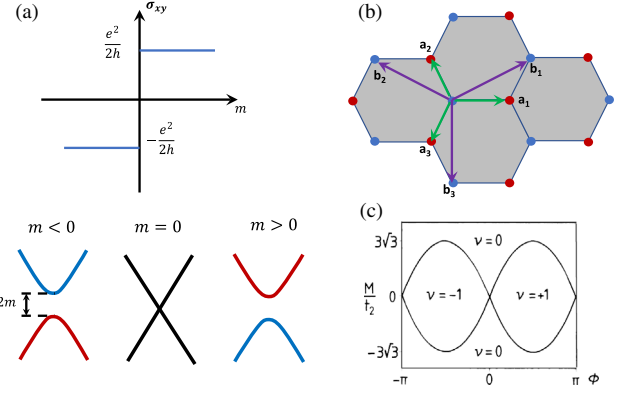 (a)
σxy
e²/2h
m
−e²/2h
m < 0
m = 0
m > 0
2m
(b)
a₂
b₂
b₁
a₁
a₃
b₃
(c)
3√3
ν = 0
M/t₂
0
ν = −1
ν = +1
−3√3
ν = 0
−π
0
π
Φ